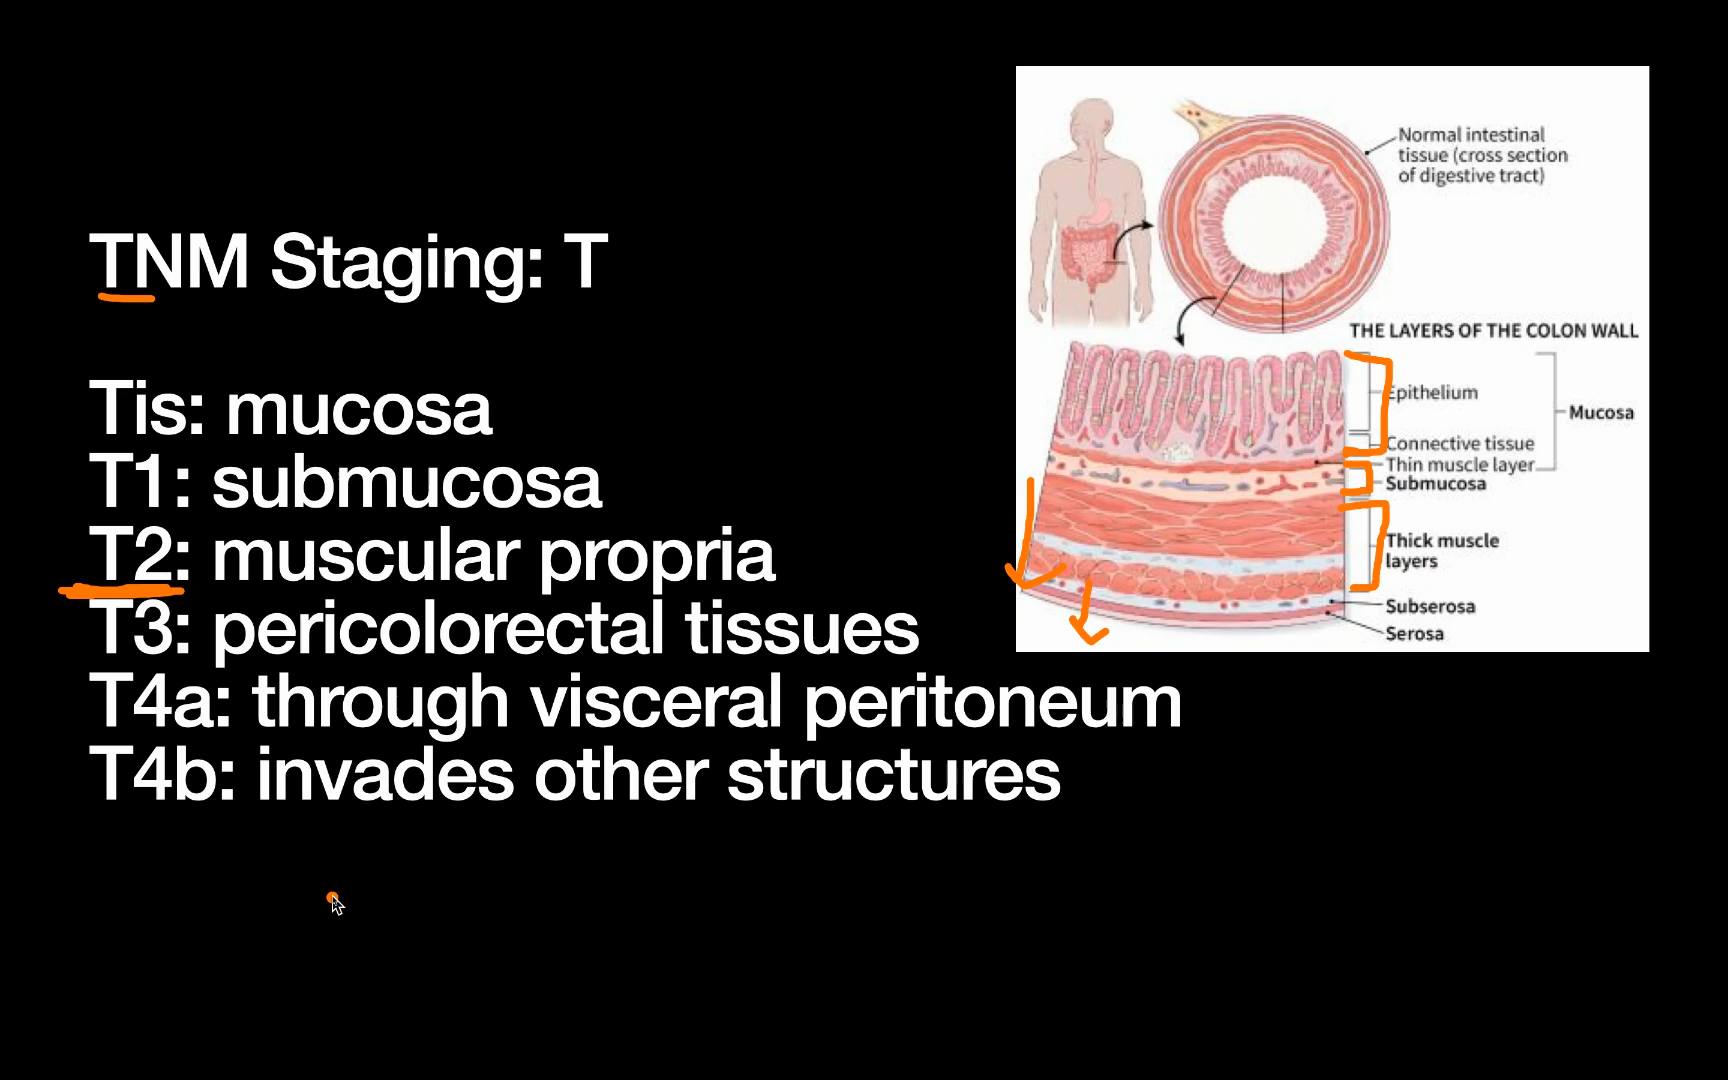 TNM Staging: T
Tis: mucosa
T1: submucosa
T2: muscular propria
T3: pericolorectal tissues
T4a: through visceral peritoneum
T4b: invades other structures
Normal intestinal
tissue (cross section
of digestive tract)
THE LAYERS OF THE COLON WALL
Epithelium
Mucosa
Connective tissue
Thin muscle layer
Submucosa
Thick muscle
layers
Subserosa
Serosa